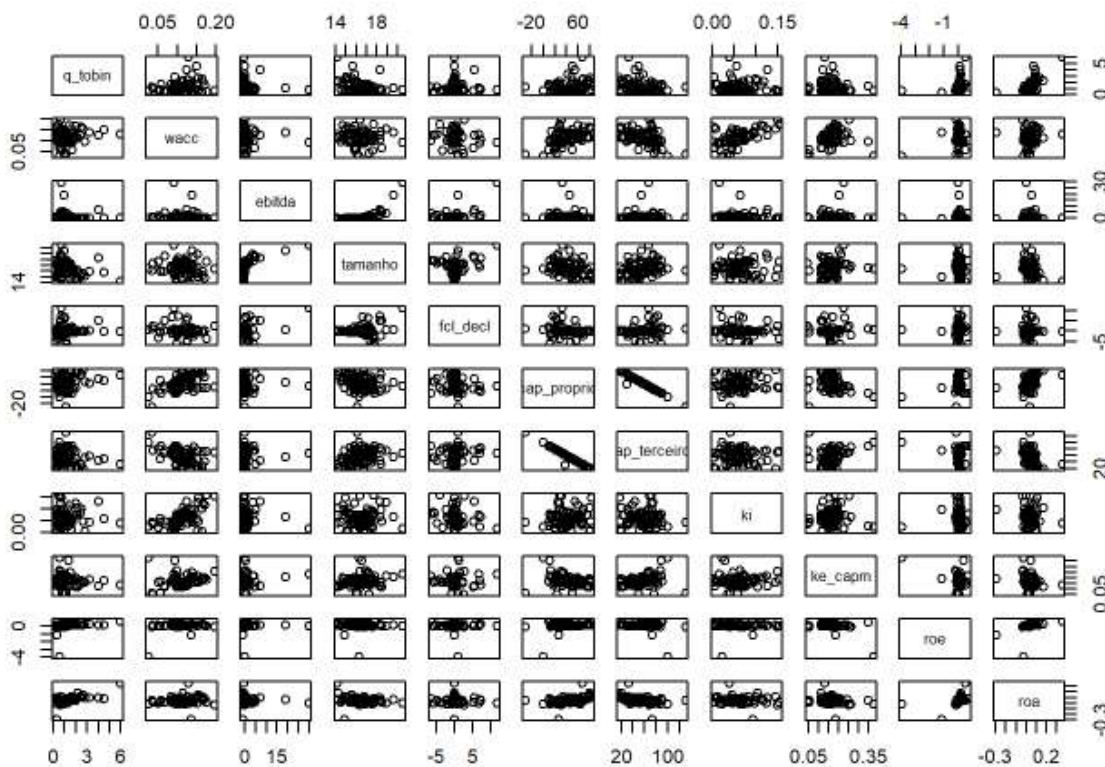 0.05 0.20 14 18 -20 60 0.00 0.15 -4 -1
q_tobin 0 5
0.05 wacc
ebitda 0 30
14 tamanho
fcl_decl -5
-20 cap_proprio
ap_terceiro 20
0.00 ki
ke_capm 0.05
-4 0 roe
roa -0.3
0 3 6 0 15 -5 5 20 100 0.05 0.35 -0.3 0.2